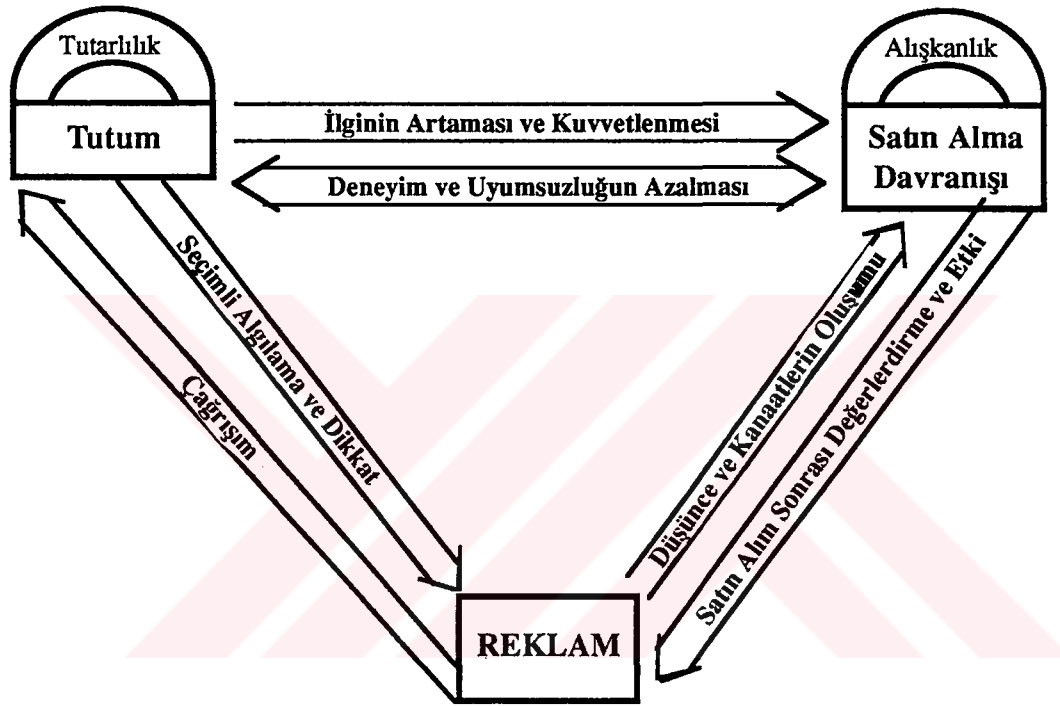 Tutarlılık
Alışkanlık
Tutum
Satın Alma
Davranışı
İlginin Artaması ve Kuvvetlenmesi
Deneyim ve Uyumsuzluğun Azalması
Seçimli Algılama ve Dikkat
Çağrışım
Düşünce ve Kanaatlerin Oluşumu
Satın Alım Sonrası Değerlerdirme ve Etki
REKLAM